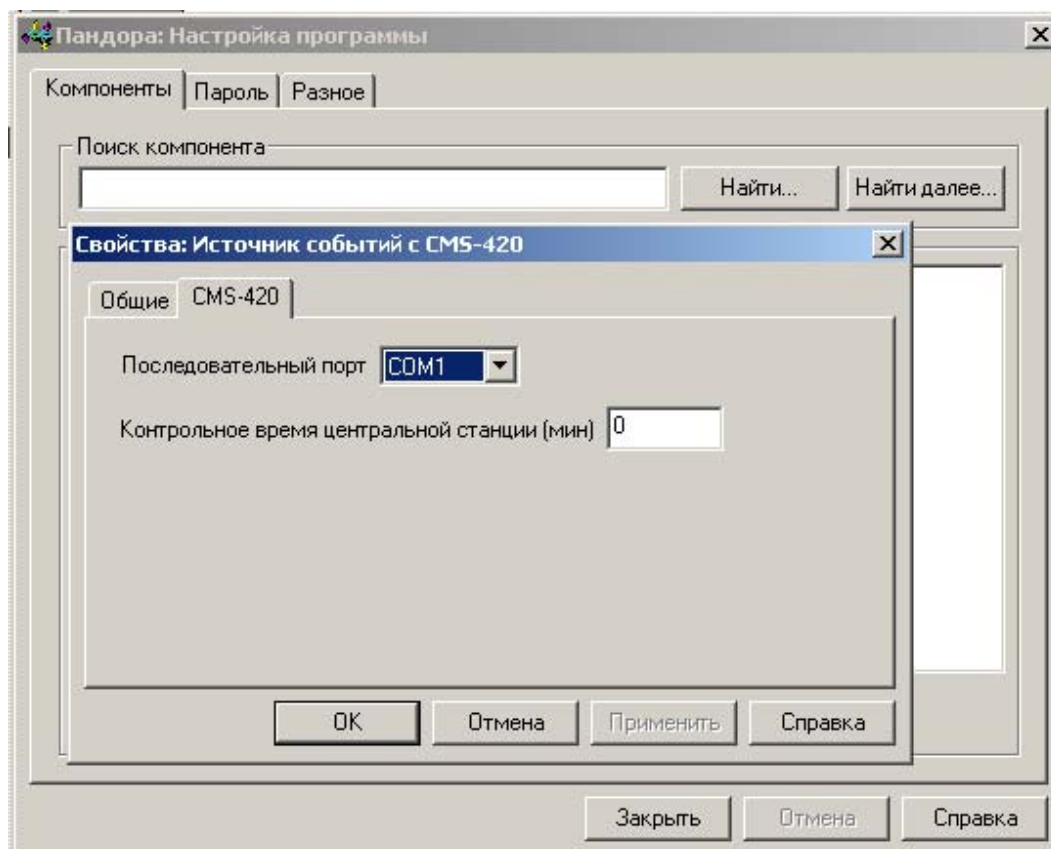 Пандора: Настройка программы
Компоненты Пароль Разное
Поиск компонента
Найти... Найти далее...
Свойства: Источник событий с CMS-420
Общие CMS-420
Последовательный порт COM1
Контрольное время центральной станции (мин) 0
OK Отмена Применить Справка
Закрыть Отмена Справка